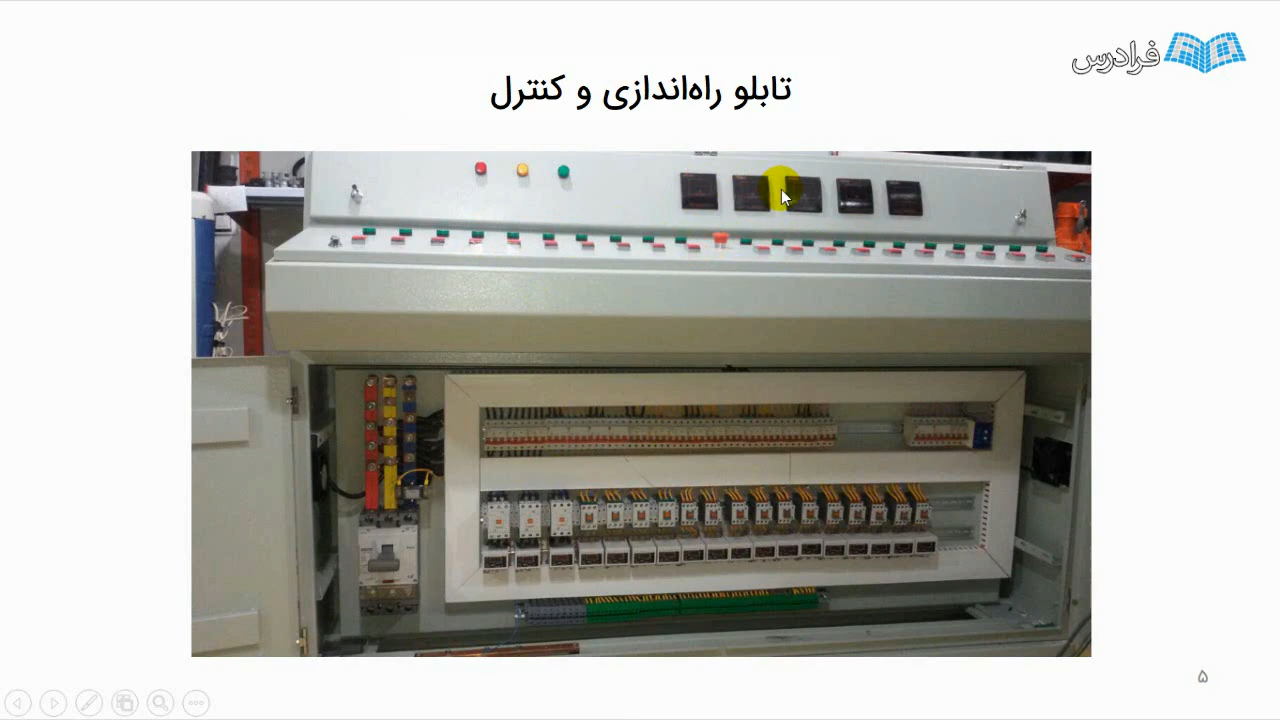 فرادرس
تابلو راه‌اندازی و کنترل
۵